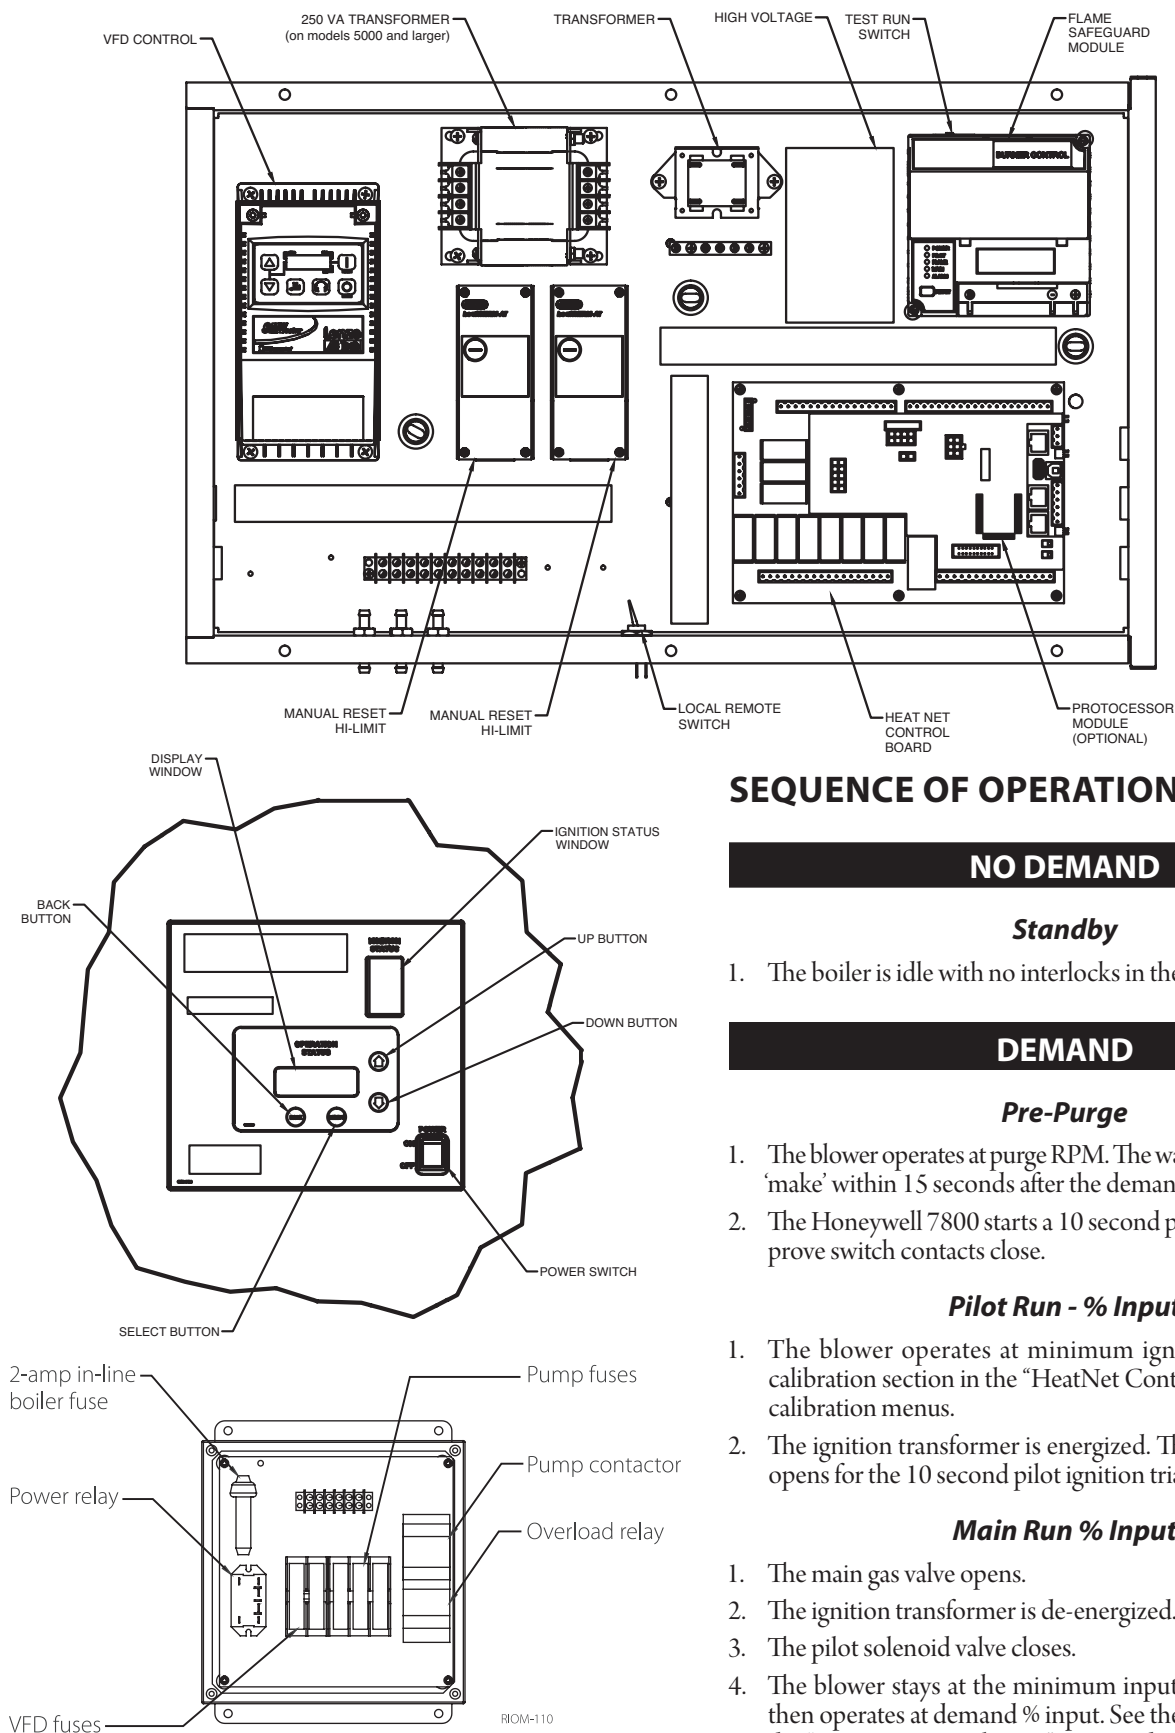 250 VA TRANSFORMER
(on models 5000 and larger)
TRANSFORMER
HIGH VOLTAGE
TEST RUN
SWITCH
FLAME
SAFEGUARD
MODULE
VFD CONTROL
BURNER CONTROL
MANUAL RESET
HI-LIMIT
MANUAL RESET
HI-LIMIT
LOCAL REMOTE
SWITCH
HEAT NET
CONTROL
BOARD
PROTOCESSOR
MODULE
(OPTIONAL)
DISPLAY
WINDOW
IGNITION STATUS
WINDOW
BACK
BUTTON
IGNITION
STATUS
UP BUTTON
DOWN BUTTON
OPERATION
STATUS
POWER
ON
OFF
POWER SWITCH
SELECT BUTTON
2-amp in-line
boiler fuse
Pump fuses
Power relay
Pump contactor
Overload relay
VFD fuses
RIOM-110
SEQUENCE OF OPERATION
NO DEMAND
Standby
1. The boiler is idle with no interlocks in the
DEMAND
Pre-Purge
1. The blower operates at purge RPM. The
'make' within 15 seconds after the
2. The Honeywell 7800 starts a 10 second
prove switch contacts close.
Pilot Run - % Input
1. The blower operates at minimum
calibration section in the "HeatNet
calibration menus.
2. The ignition transformer is energized.
opens for the 10 second pilot ignition
Main Run % Input
1. The main gas valve opens.
2. The ignition transformer is de-energized.
3. The pilot solenoid valve closes.
4. The blower stays at the minimum input
then operates at demand % input. See the